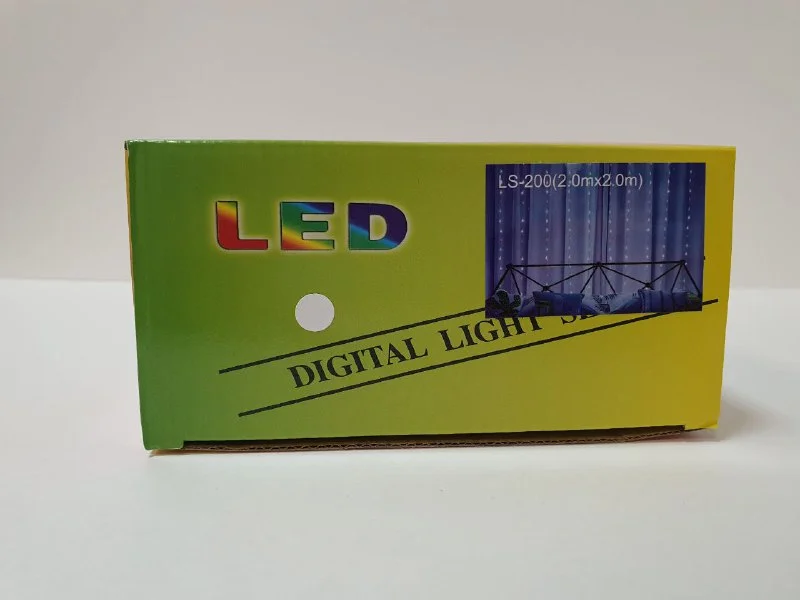 LED
LS-200(2.0mx2.0m)
DIGITAL LIGHT